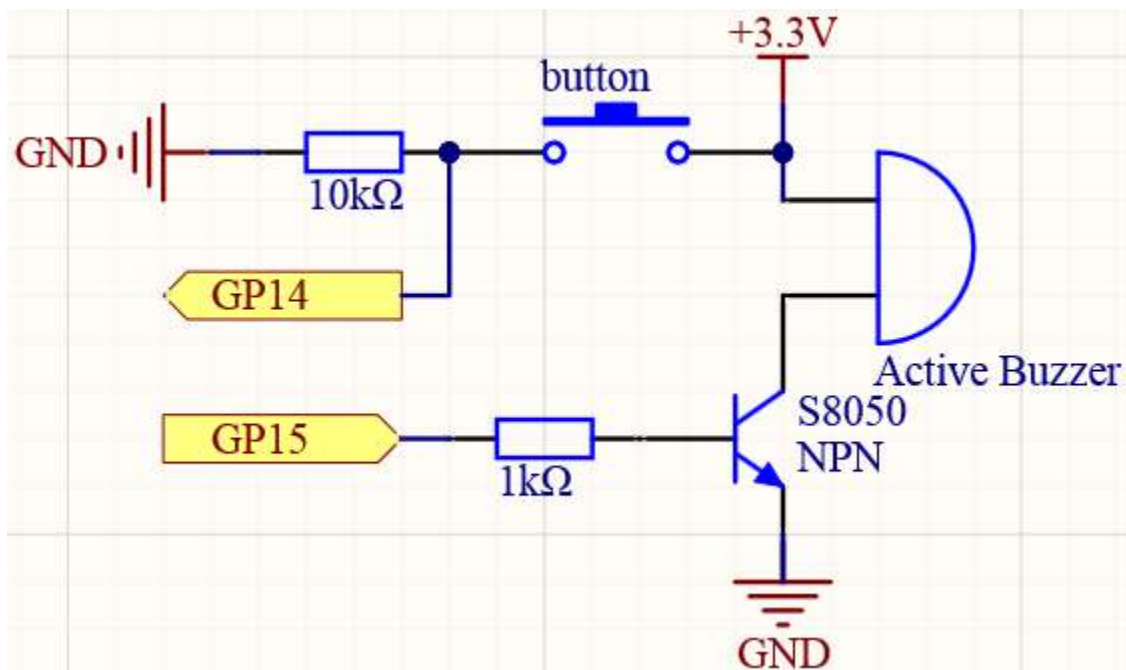 +3.3V
button
GND
10kΩ
GP14
Active Buzzer
S8050
NPN
GP15
1kΩ
GND